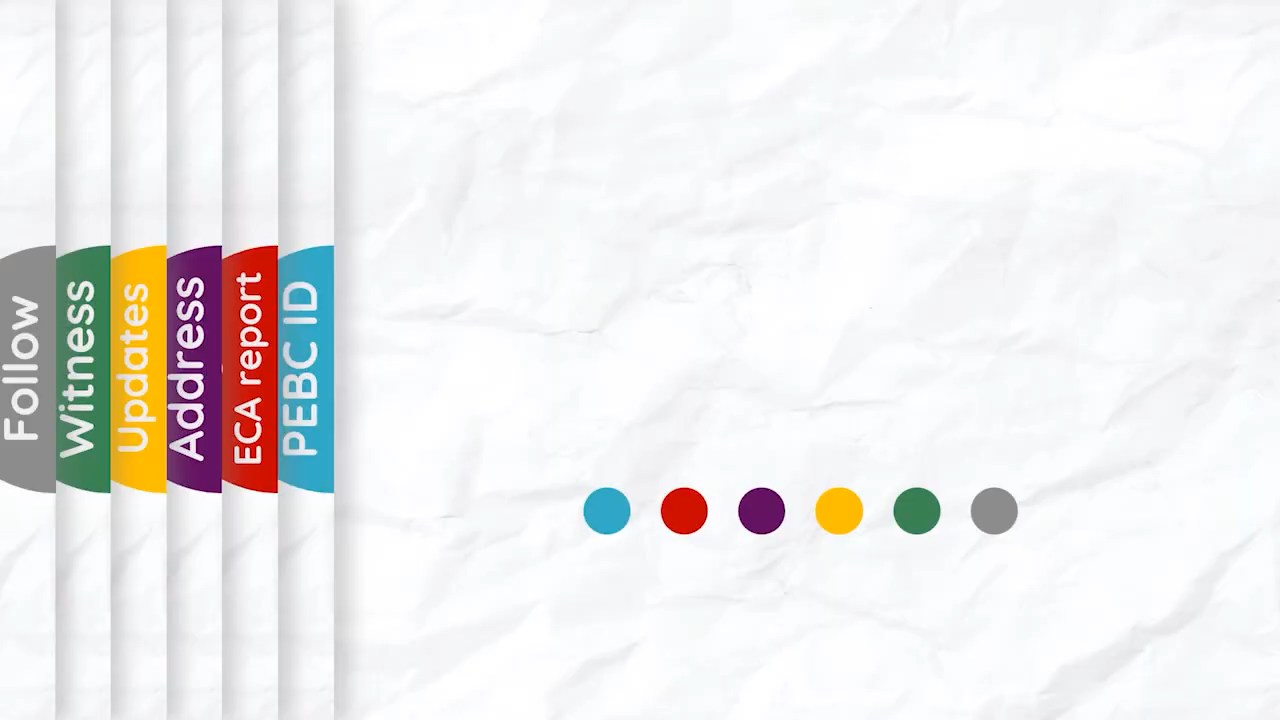 Follow
Witness
Updates
Address
ECA report
PEBC ID